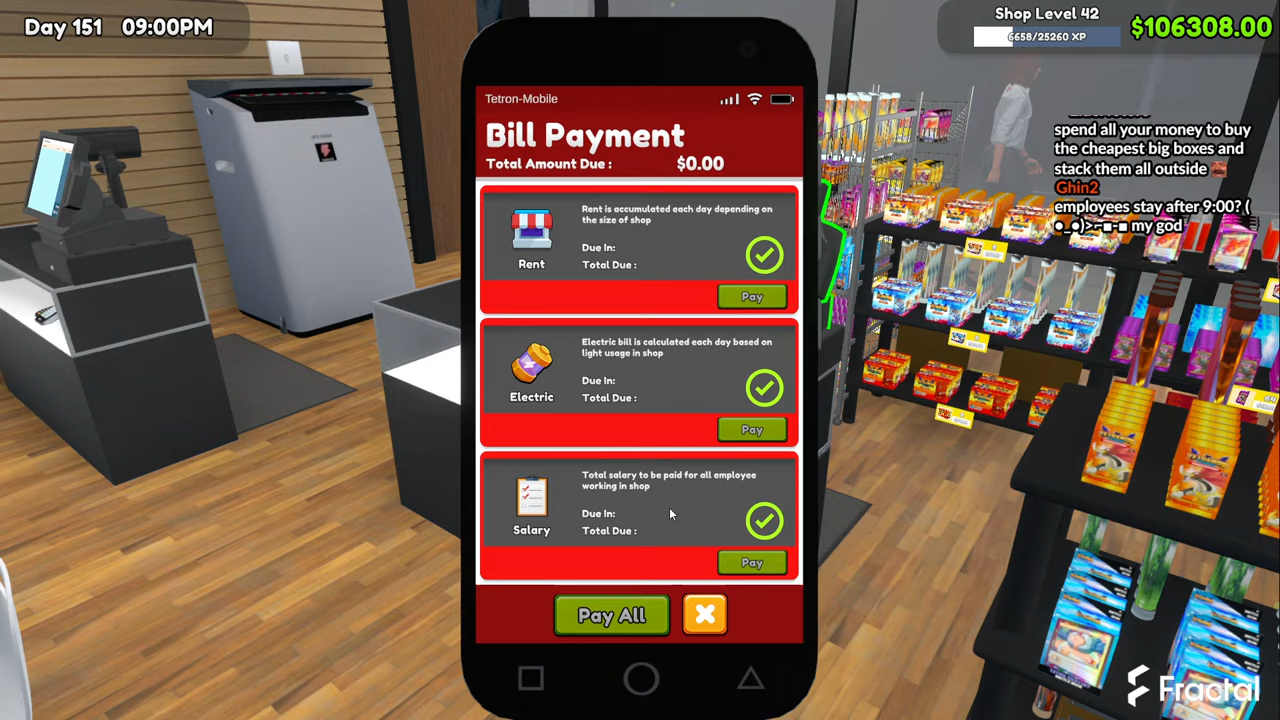 Day 151 09:00PM
Shop Level 42
6658/25260 XP
$106308.00
spend all your money to buy
the cheapest big boxes and
stack them all outside
Ghin2
employees stay after 9:00? (
●_●)>⌐■-■ my god
Tetron-Mobile
Bill Payment
Total Amount Due : $0.00
Rent is accumulated each day depending on
the size of shop
Due In:
Total Due :
Rent
Pay
Electric bill is calculated each day based on
light usage in shop
Due In:
Total Due :
Electric
Pay
Total salary to be paid for all employee
working in shop
Due In:
Total Due :
Salary
Pay
Pay All
Fractal